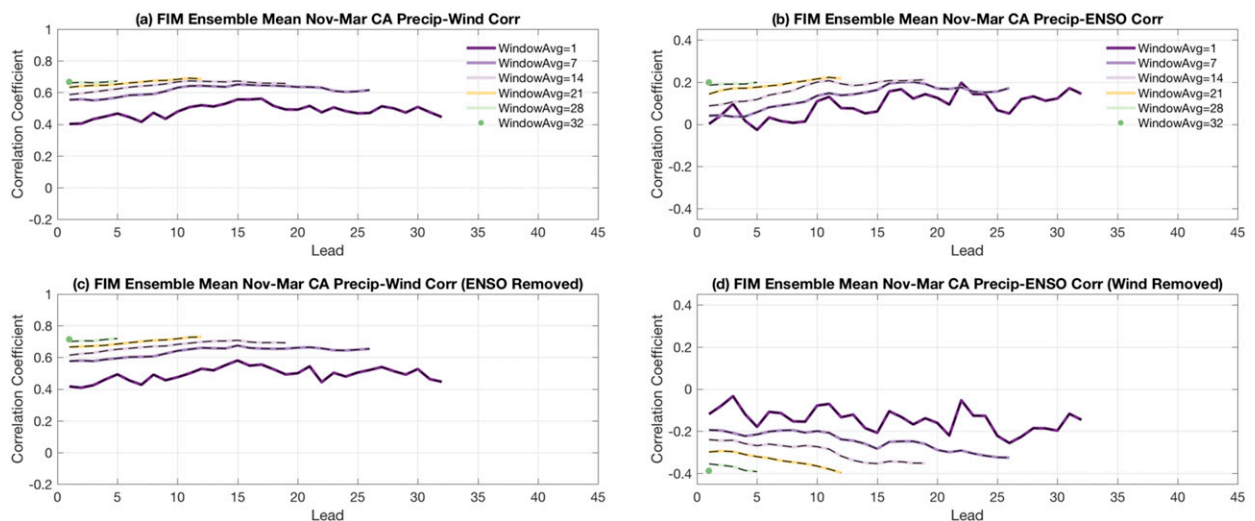 (a) FIM Ensemble Mean Nov-Mar CA Precip-Wind Corr
1
0.8
0.6
0.4
0.2
0
-0.2
Correlation Coefficient
WindowAvg=1
WindowAvg=7
WindowAvg=14
WindowAvg=21
WindowAvg=28
WindowAvg=32
0 5 10 15 20 25 30 35 40 45
Lead
(b) FIM Ensemble Mean Nov-Mar CA Precip-ENSO Corr
0.4
0.2
0
-0.2
-0.4
Correlation Coefficient
WindowAvg=1
WindowAvg=7
WindowAvg=14
WindowAvg=21
WindowAvg=28
WindowAvg=32
0 5 10 15 20 25 30 35 40 45
Lead
(c) FIM Ensemble Mean Nov-Mar CA Precip-Wind Corr (ENSO Removed)
1
0.8
0.6
0.4
0.2
0
-0.2
Correlation Coefficient
0 5 10 15 20 25 30 35 40 45
Lead
(d) FIM Ensemble Mean Nov-Mar CA Precip-ENSO Corr (Wind Removed)
0.4
0.2
0
-0.2
-0.4
Correlation Coefficient
0 5 10 15 20 25 30 35 40 45
Lead